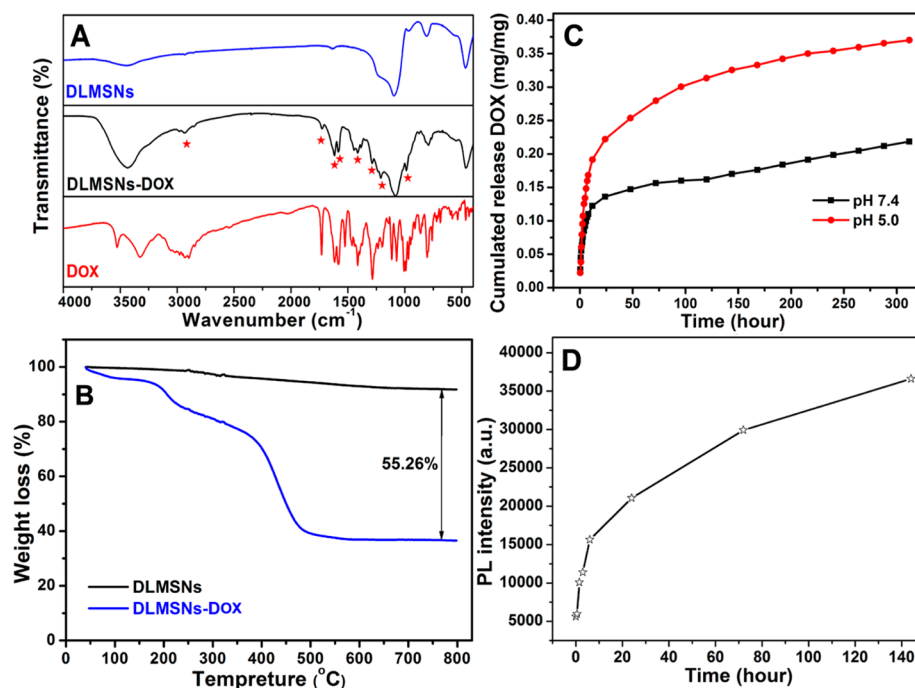 A
DLMSNs
DLMSNs-DOX
DOX
Transmittance (%)
4000 3500 3000 2500 2000 1500 1000 500
Wavenumber (cm⁻¹)
C
Cumulated release DOX (mg/mg)
0.40
0.35
0.30
0.25
0.20
0.15
0.10
0.05
0.00
pH 7.4
pH 5.0
0 50 100 150 200 250 300
Time (hour)
B
Weight loss (%)
100
80
60
40
20
0
55.26%
DLMSNs
DLMSNs-DOX
0 100 200 300 400 500 600 700 800
Tempreture (°C)
D
PL intensity (a.u.)
40000
35000
30000
25000
20000
15000
10000
5000
0 20 40 60 80 100 120 140
Time (hour)